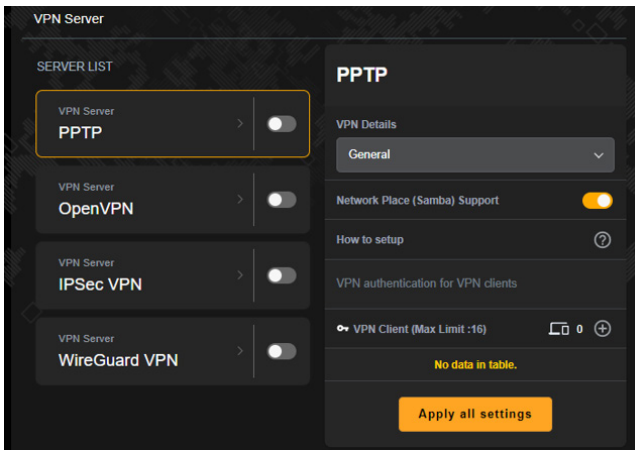 VPN Server
SERVER LIST
VPN Server
PPTP
VPN Server
OpenVPN
VPN Server
IPSec VPN
VPN Server
WireGuard VPN
PPTP
VPN Details
General
Network Place (Samba) Support
How to setup
VPN authentication for VPN clients
VPN Client (Max Limit :16) 0
No data in table.
Apply all settings